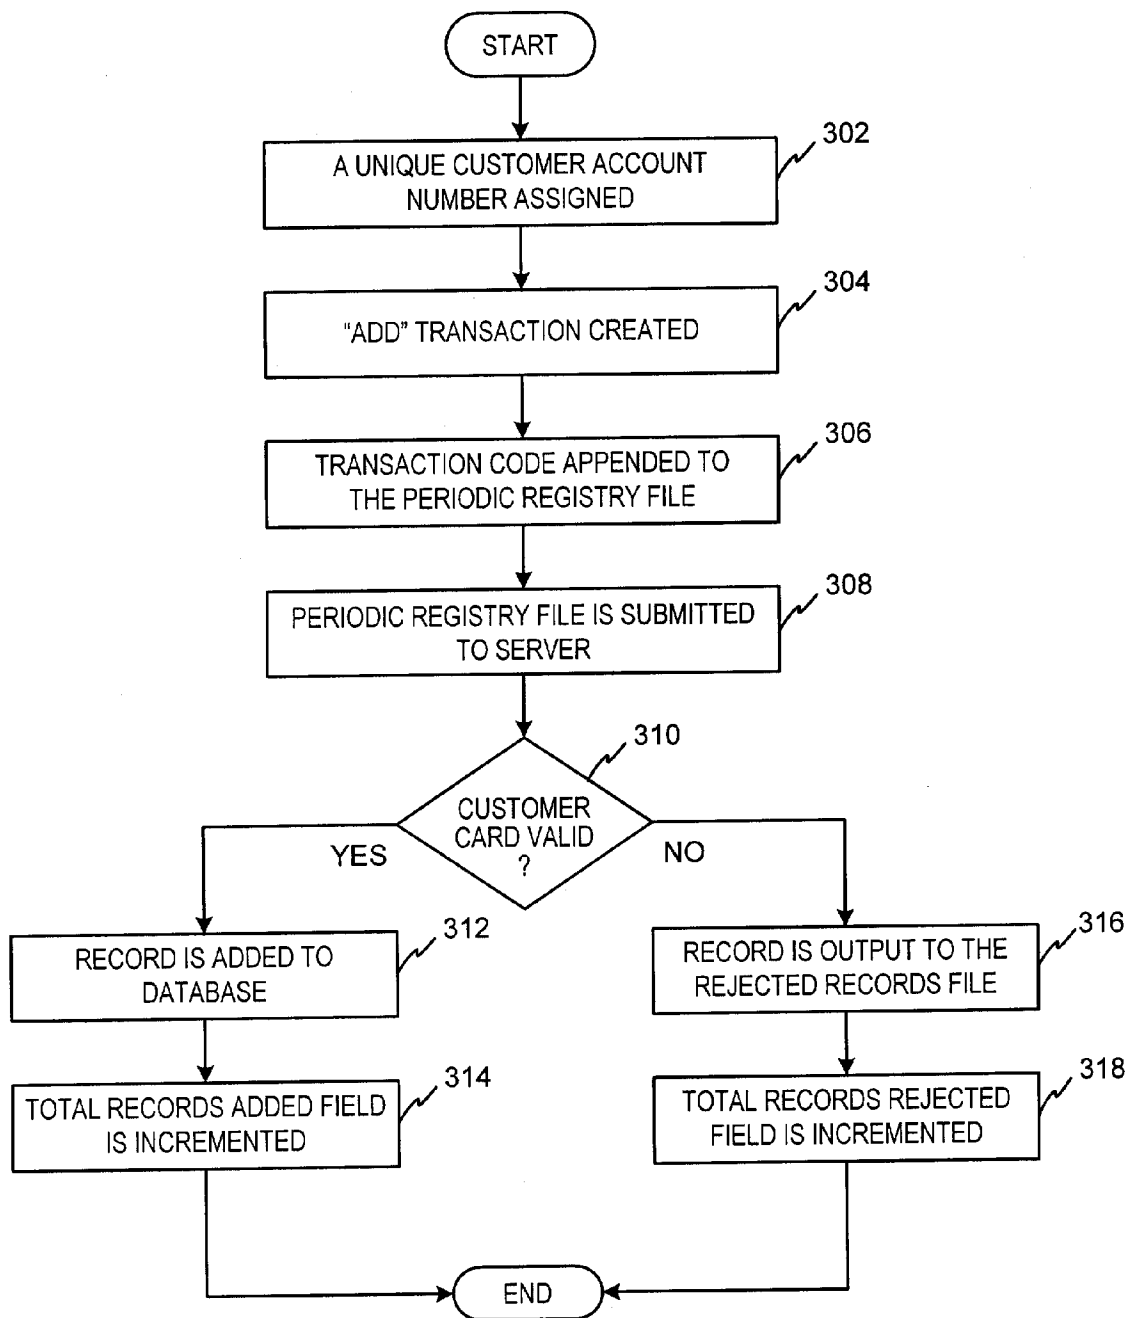 START
302
A UNIQUE CUSTOMER ACCOUNT
NUMBER ASSIGNED
304
“ADD” TRANSACTION CREATED
306
TRANSACTION CODE APPENDED TO
THE PERIODIC REGISTRY FILE
308
PERIODIC REGISTRY FILE IS SUBMITTED
TO SERVER
310
CUSTOMER
CARD VALID
?
YES
NO
312
RECORD IS ADDED TO
DATABASE
316
RECORD IS OUTPUT TO THE
REJECTED RECORDS FILE
314
TOTAL RECORDS ADDED FIELD
IS INCREMENTED
318
TOTAL RECORDS REJECTED
FIELD IS INCREMENTED
END